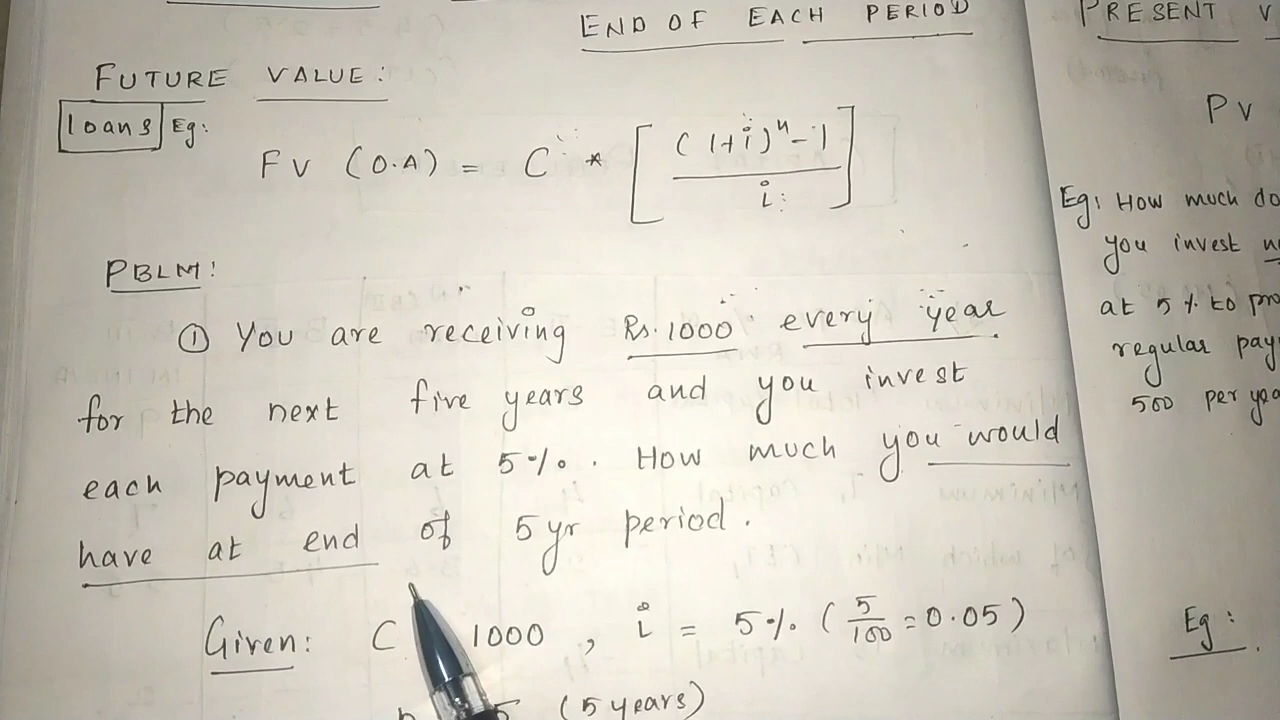 END OF EACH PERIOD
FUTURE VALUE:
loans Eg:
FV (O.A) = C * [ ((1+i)^n - 1) / i ]
PBLM:
① You are receiving Rs. 1000 every year
for the next five years and you invest
each payment at 5%. How much you would
have at end of 5 yr period.
Given: C 1000, i = 5% (5/100 = 0.05)
5 (5 years)
PRESENT V
PV
Eg: How much do
you invest
at 5% to
regular pay
500 per
Eg: